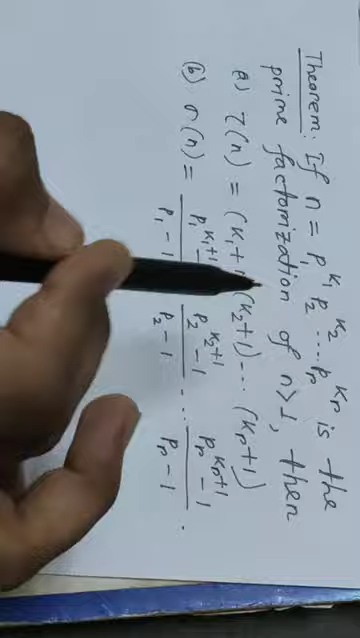 Theorem. If n = p₁^k₁ p₂^k₂ ... pᵣ^kᵣ is the
prime factorization of n>1, then
a) τ(n) = (k₁+1 (k₂+1) ... (kᵣ+1)
(b) σ(n) = p₁^(k₁+1) - / p₁-1 p₂^(k₂+1) -1 / p₂-1 ... pᵣ^(kᵣ+1) -1 / pᵣ-1 .